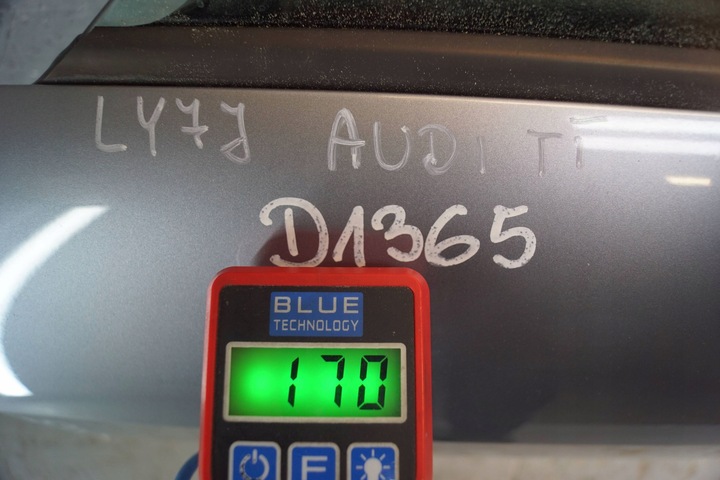 LY7J AUDI TT
D1365
BLUE
TECHNOLOGY
170
F